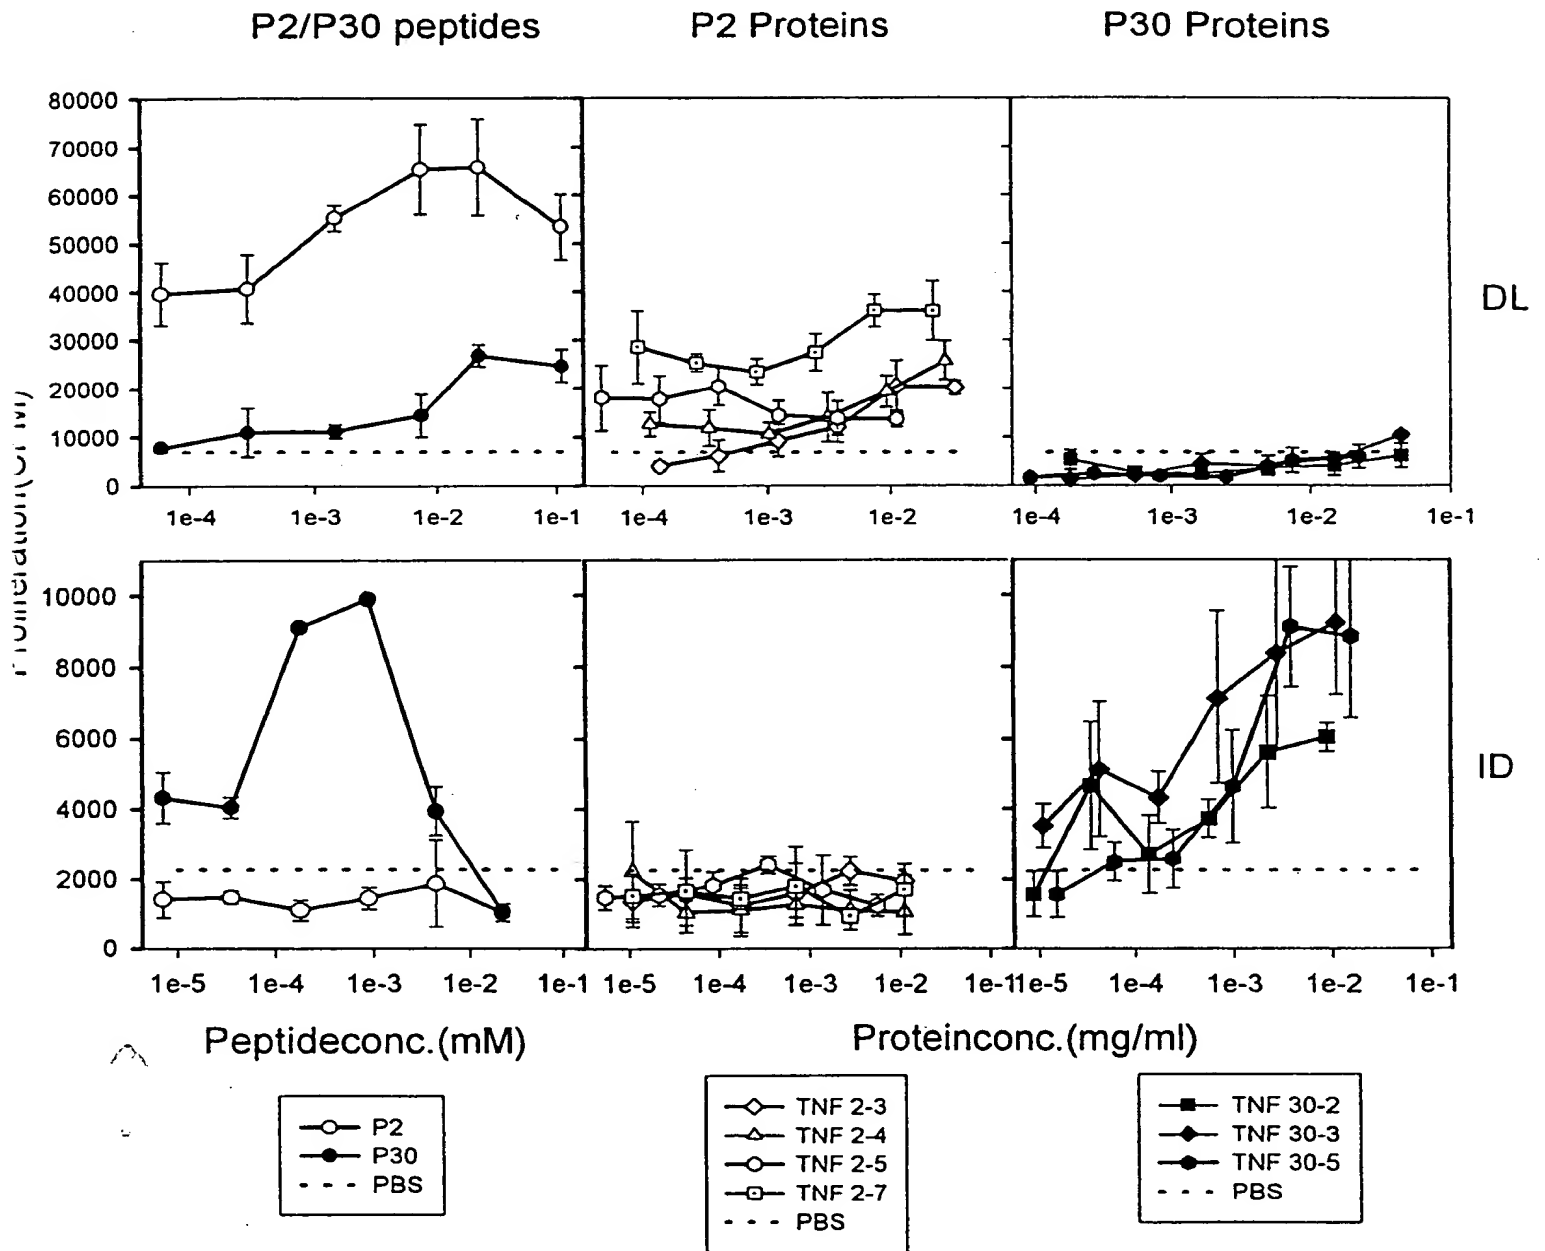 P2/P30 peptides P2 Proteins P30 Proteins
80000
70000
60000
50000
40000
30000
20000
10000
0
1e-4 1e-3 1e-2 1e-1 1e-4 1e-3 1e-2 1e-4 1e-3 1e-2 1e-1
DL
10000
8000
6000
4000
2000
0
1e-5 1e-4 1e-3 1e-2 1e-1 1e-5 1e-4 1e-3 1e-2 1e-1 1e-5 1e-4 1e-3 1e-2 1e-1
ID
Peptideconc.(mM) Proteinconc.(mg/ml)
P2
P30
PBS
TNF 2-3
TNF 2-4
TNF 2-5
TNF 2-7
PBS
TNF 30-2
TNF 30-3
TNF 30-5
PBS